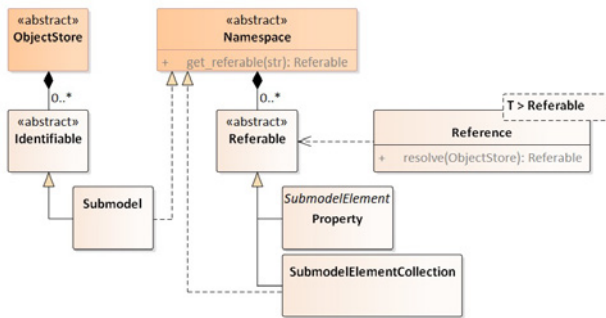 «abstract»
ObjectStore
«abstract»
Namespace
+ get_referable(str): Referable
0..*
0..*
«abstract»
Identifiable
«abstract»
Referable
T > Referable
Reference
+ resolve(ObjectStore): Referable
Submodel
SubmodelElement
Property
SubmodelElementCollection